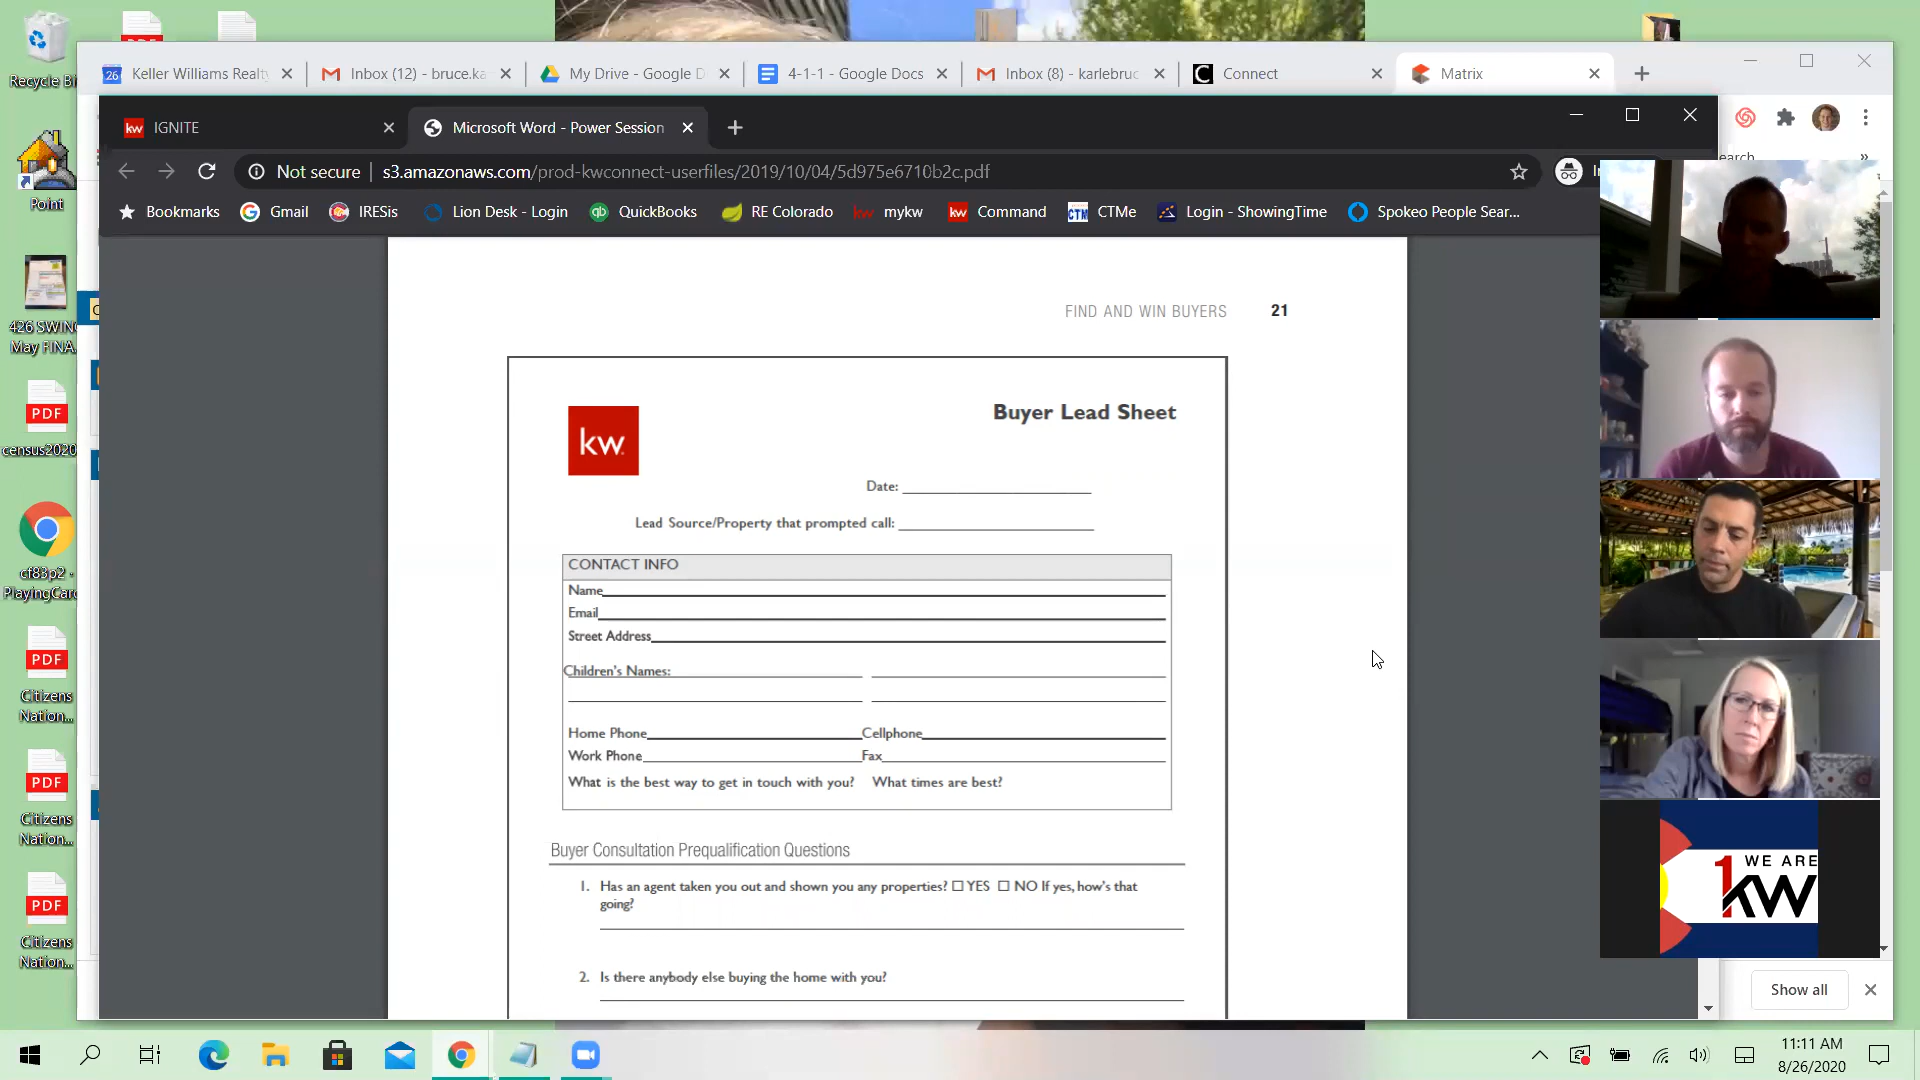 Recycle Bi
Point
426 SWING
May FINA...
PDF
census2020
cf83p2 -
PlayingCard
PDF
Citizens
Nation...
PDF
Citizens
Nation...
PDF
Citizens
Nation...
26 Keller Williams Realty
Inbox (12) - bruce.ka
My Drive - Google D
4-1-1 - Google Docs
Inbox (8) - karlebruc
Connect
Matrix
kw IGNITE
Microsoft Word - Power Session
Not secure s3.amazonaws.com/prod-kwconnect-userfiles/2019/10/04/5d975e6710b2c.pdf
Bookmarks
Gmail
IRESis
Lion Desk - Login
QuickBooks
RE Colorado
mykw
kw Command
CTM CTMe
Login - ShowingTime
Spokeo People Sear...
earch
FIND AND WIN BUYERS 21
kw.
Buyer Lead Sheet
Date:
Lead Source/Property that prompted call:
CONTACT INFO
Name
Email
Street Address
Children's Names:
Home Phone Cellphone
Work Phone Fax
What is the best way to get in touch with you? What times are best?
Buyer Consultation Prequalification Questions
1. Has an agent taken you out and shown you any properties? ☐ YES ☐ NO If yes, how's that
going?
2. Is there anybody else buying the home with you?
WE ARE
1kw
Show all
11:11 AM
8/26/2020